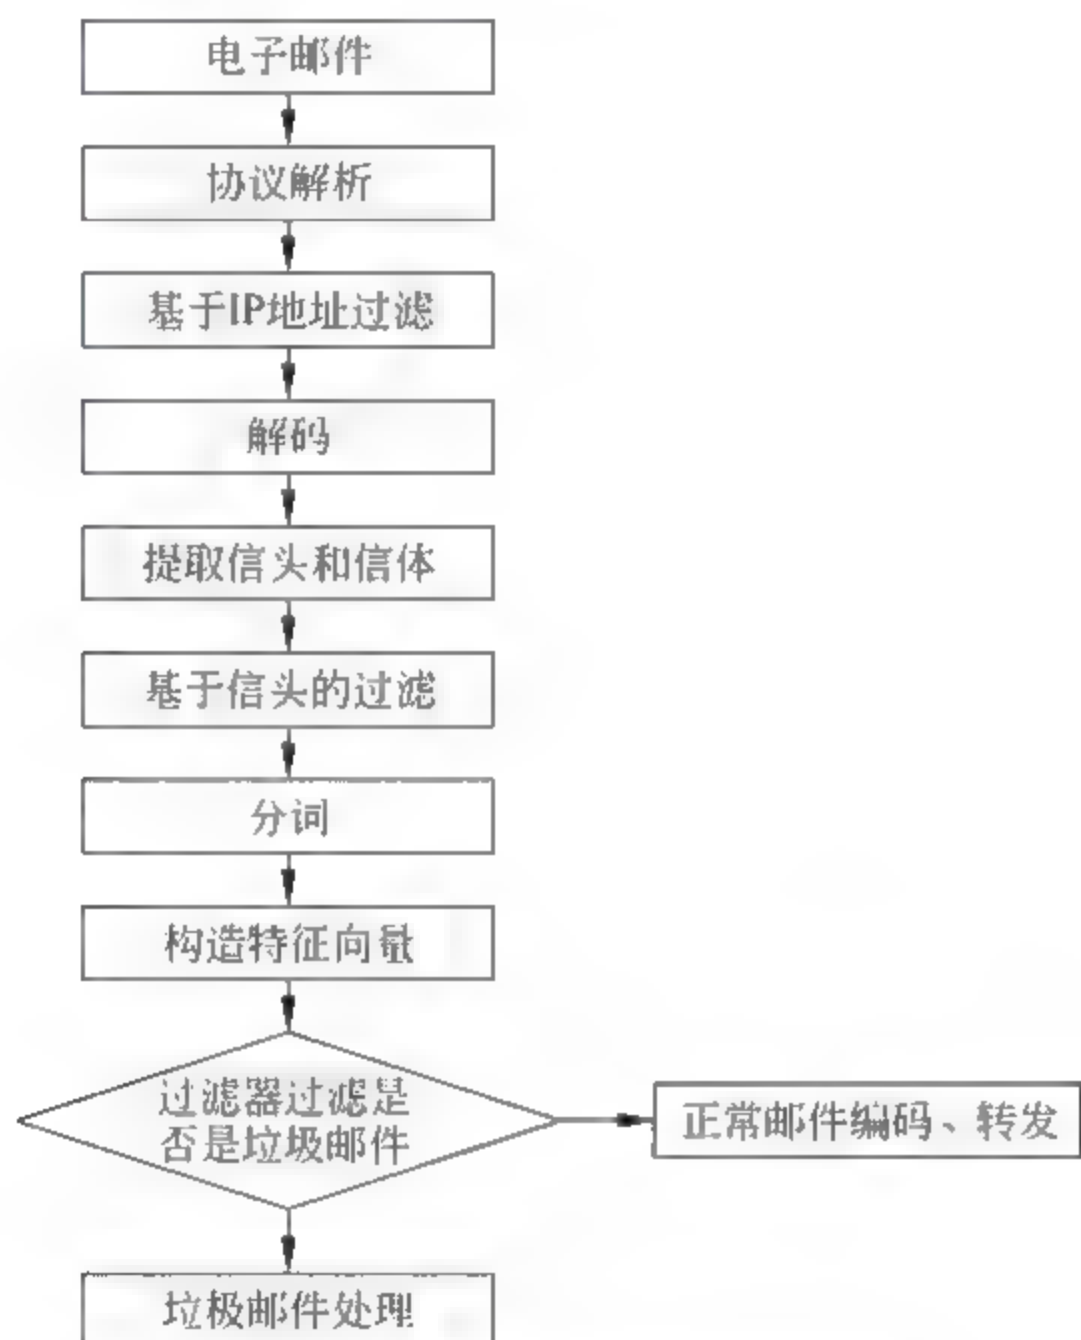 电子邮件
协议解析
基于IP地址过滤
解码
提取信头和信体
基于信头的过滤
分词
构造特征向量
过滤器过滤是
否是垃圾邮件
正常邮件编码、转发
垃极邮件处理